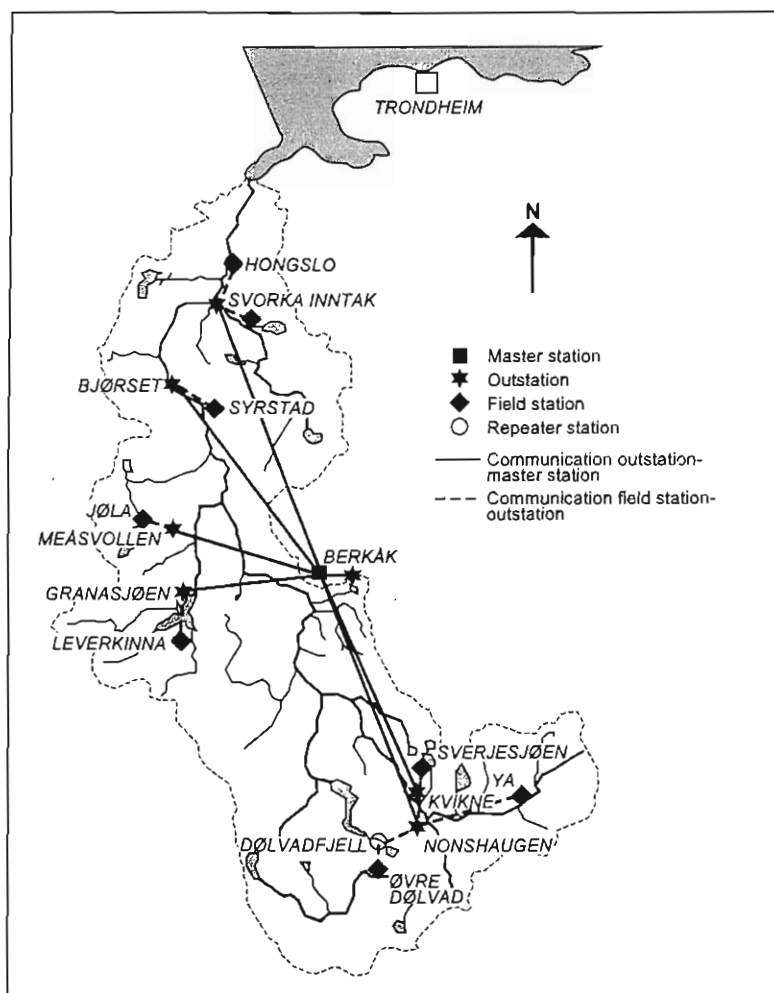 TRONDHEIM
N
HONGSLO
SVORKA INNTAK
Master station
Outstation
BJØRSET
Field station
SYRSTAD
Repeater station
Communication outstation-
master station
Communication field station-
outstation
JØLA
MEÅSVOLLEN
BERKÅK
GRANASJØEN
LEVERKINNA
SVERJESJØEN
YA
KVIKNE
DØLVADFJELL
NONSHAUGEN
ØVRE
DØLVAD